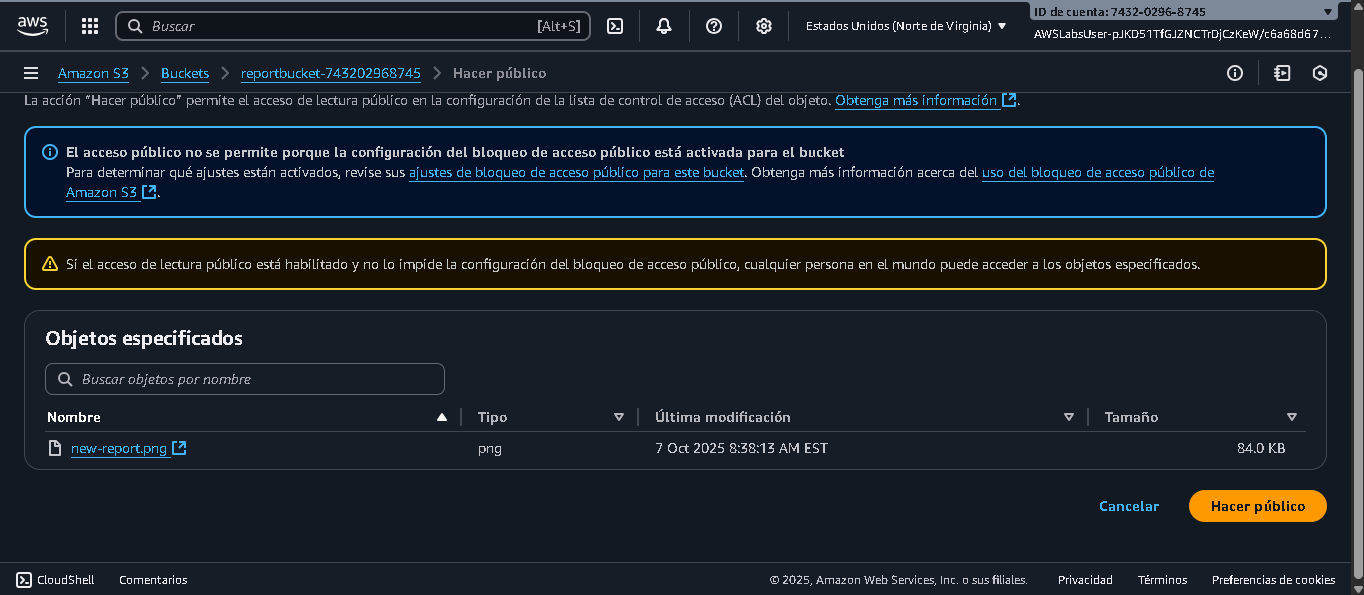 aws
Buscar
[Alt+S]
Estados Unidos (Norte de Virginia)
ID de cuenta: 7432-0296-8745
Amazon S3
Buckets
reportbucket-743202968745
Hacer público
La acción "Hacer público" permite el acceso de lectura público en la configuración de la lista de control de acceso (ACL) del objeto. Obtenga más información.
El acceso público no se permite porque la configuración del bloqueo de acceso público está activada para el bucket
Para determinar qué ajustes están activados, revise sus ajustes de bloqueo de acceso público para este bucket. Obtenga más información acerca del uso del bloqueo de acceso público de
Amazon S3.
Si el acceso de lectura público está habilitado y no lo impide la configuración del bloqueo de acceso público, cualquier persona en el mundo puede acceder a los objetos especificados.
Objetos especificados
Buscar objetos por nombre
Nombre
Tipo
Última modificación
Tamaño
new-report.png
png
7 Oct 2025 8:38:13 AM EST
84.0 KB
Cancelar
Hacer público
CloudShell
Comentarios
© 2025, Amazon Web Services, Inc. o sus filiales.
Privacidad
Términos
Preferencias de cookies